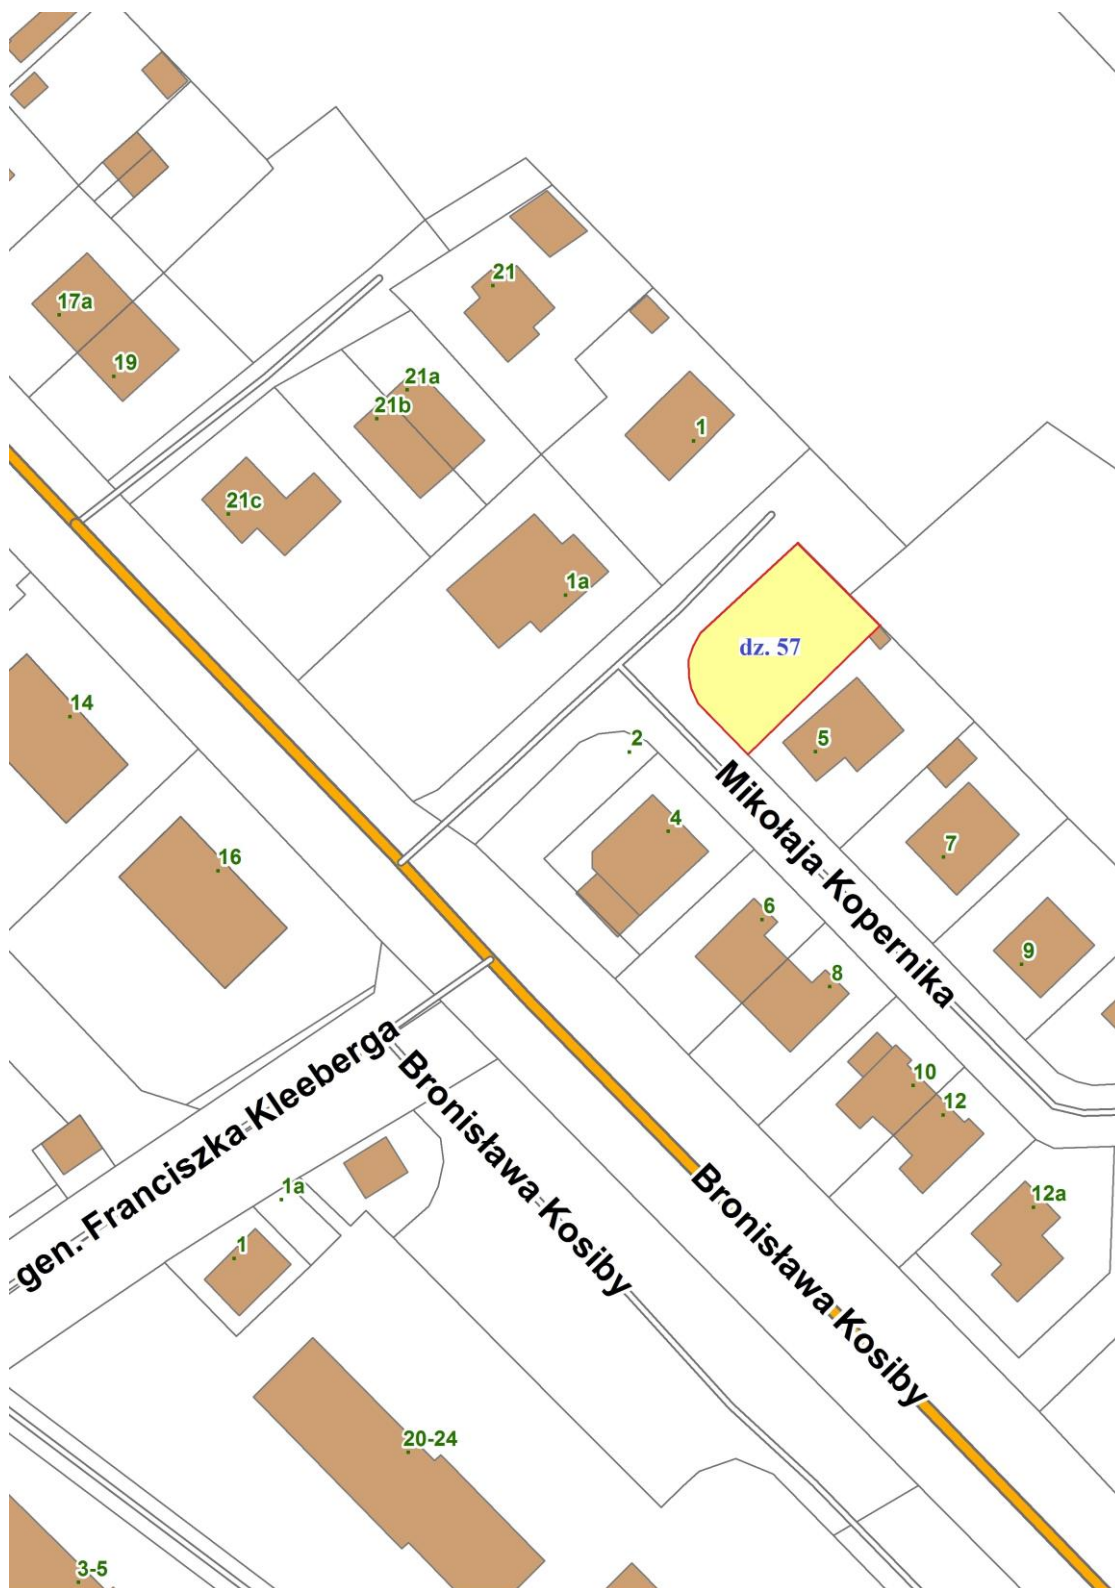 21
17a
19
21a
21b
1
21c
1a
dz. 57
14
2
5
4
Mikołaja Kopernika
7
16
6
9
8
gen. Franciszka Kleeberga
Bronisława Kosiby
10
12
1a
12a
1
Bronisława Kosiby
20-24
3-5